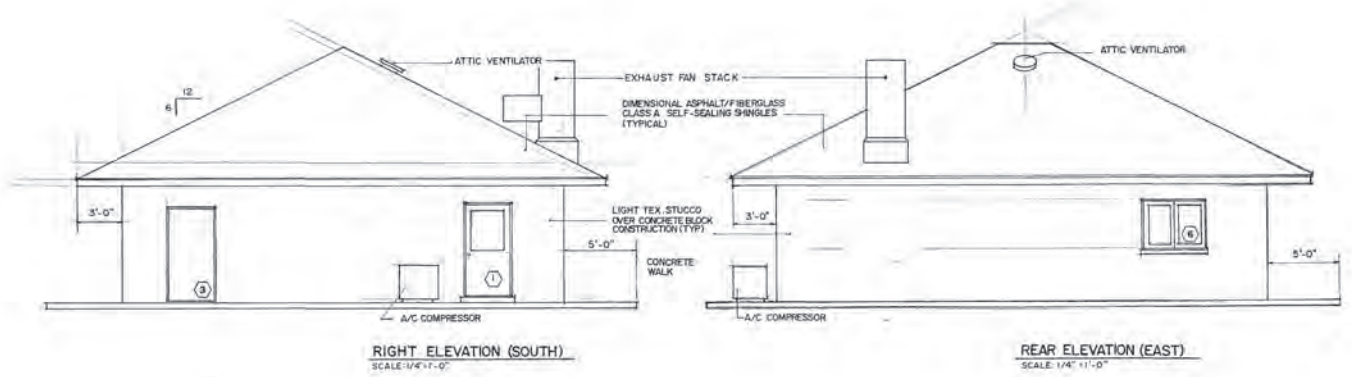 ATTIC VENTILATOR
12
6
EXHAUST FAN STACK
DIMENSIONAL ASPHALT/FIBERGLASS
CLASS A SELF-SEALING SHINGLES
(TYPICAL)
3'-0"
LIGHT TEX. STUCCO
OVER CONCRETE BLOCK
CONSTRUCTION (TYP)
5'-0"
CONCRETE
WALK
3
1
A/C COMPRESSOR
RIGHT ELEVATION (SOUTH)
SCALE: 1/4"=1'-0"
ATTIC VENTILATOR
3'-0"
6
5'-0"
A/C COMPRESSOR
REAR ELEVATION (EAST)
SCALE: 1/4"=1'-0"